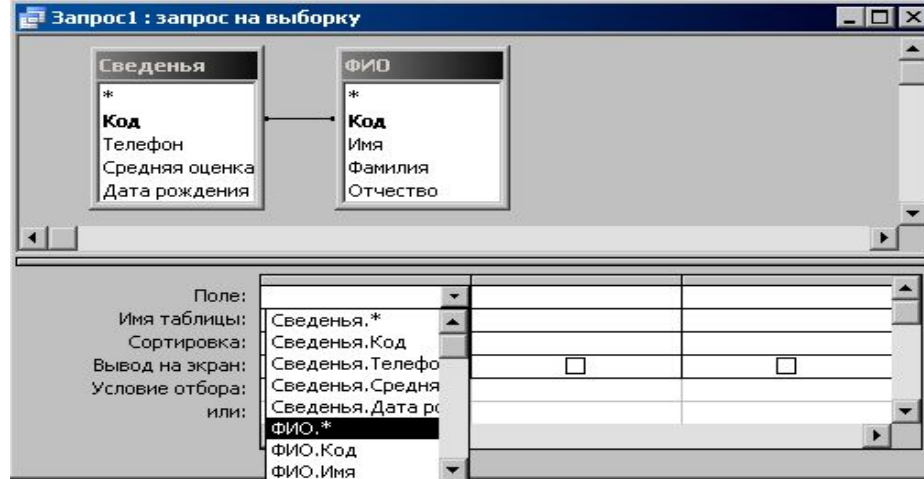 Запрос1 : запрос на выборку
Сведенья
*
Код
Телефон
Средняя оценка
Дата рождения
ФИО
*
Код
Имя
Фамилия
Отчество
Поле:
Имя таблицы:
Сортировка:
Вывод на экран:
Условие отбора:
или:
Сведенья.*
Сведенья.Код
Сведенья.Телефо
Сведенья.Средня
Сведенья.Дата ро
ФИО.*
ФИО.Код
ФИО.Имя